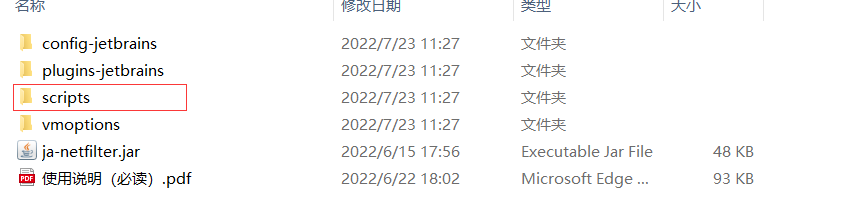 名称 修改日期 类型 大小
config-jetbrains 2022/7/23 11:27 文件夹
plugins-jetbrains 2022/7/23 11:27 文件夹
scripts 2022/7/23 11:27 文件夹
vmoptions 2022/7/23 11:27 文件夹
ja-netfilter.jar 2022/6/15 17:56 Executable Jar File 48 KB
使用说明（必读）.pdf 2022/6/22 18:02 Microsoft Edge ... 93 KB